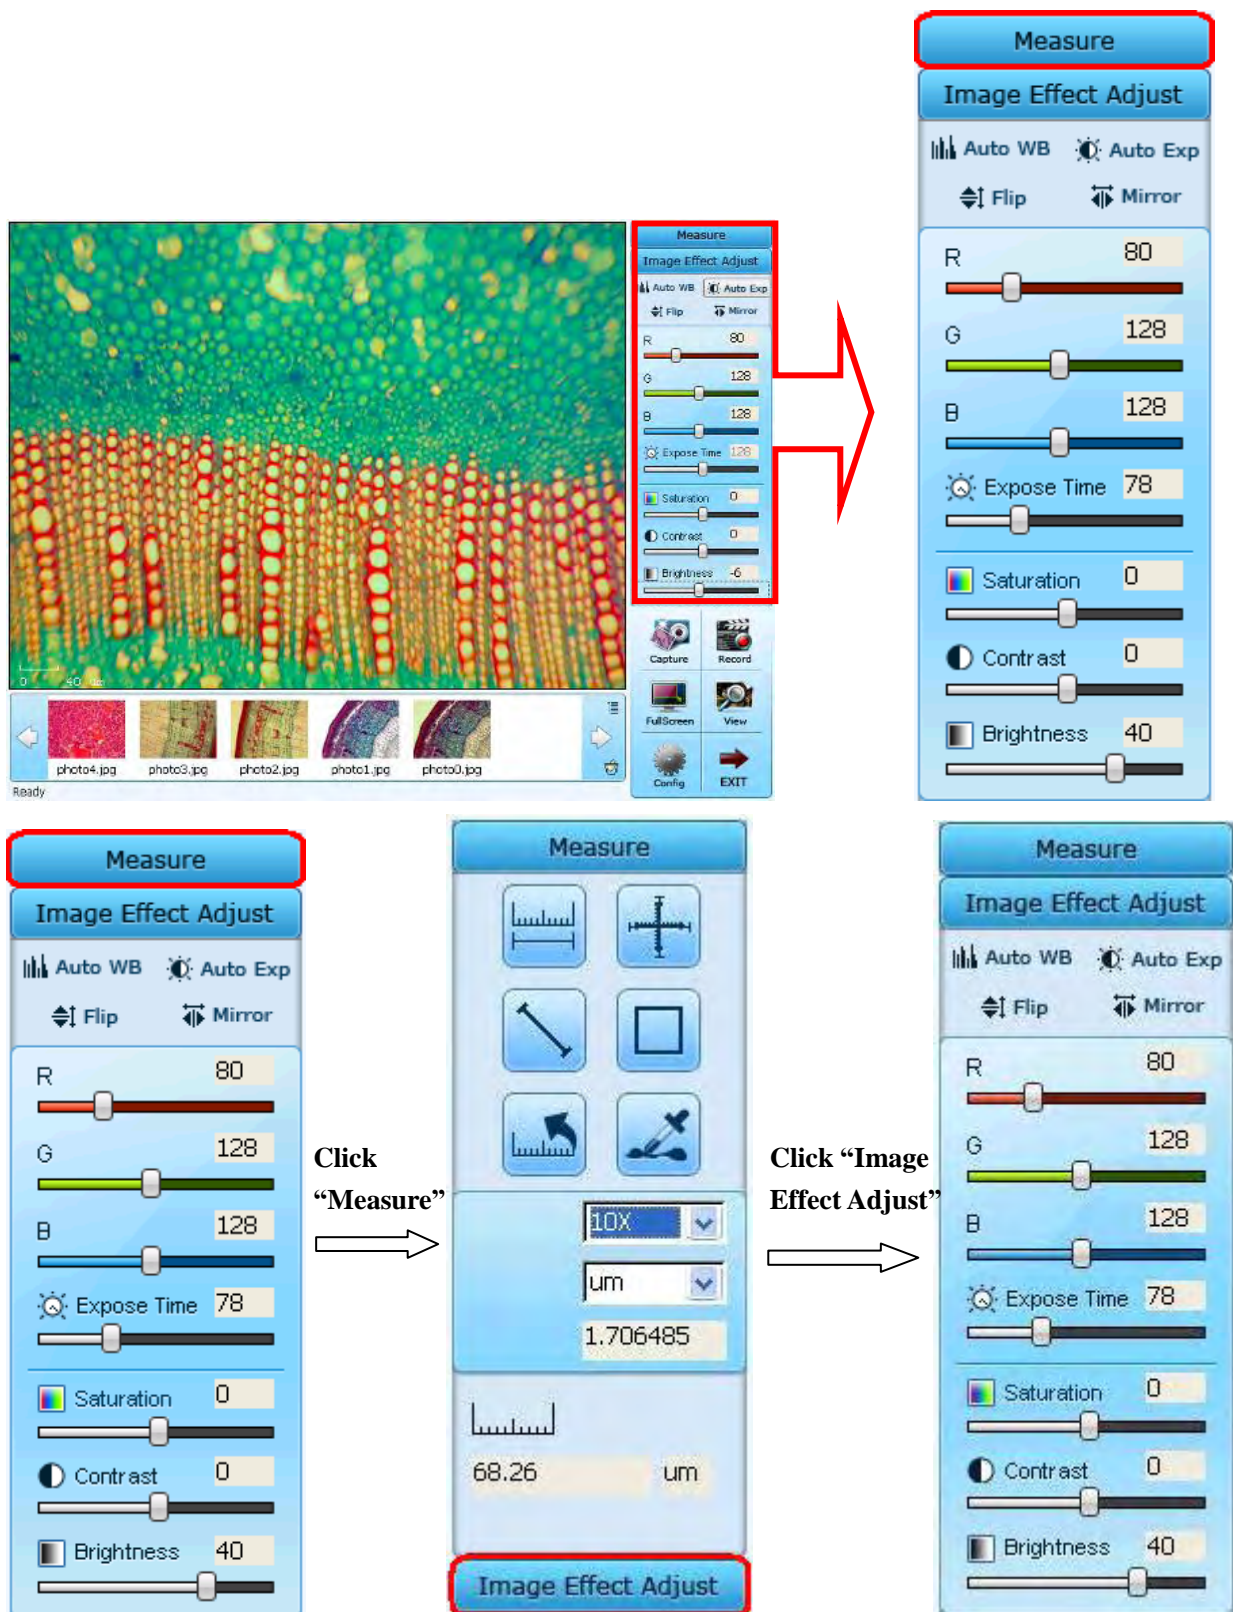 Measure
Image Effect Adjust
Auto WB Auto Exp
Flip Mirror
R 80
G 128
B 128
Expose Time 78
Saturation 0
Contrast 0
Brightness 40
Measure
Image Effect Adjust
Auto WB Auto Exp
Flip Mirror
R 80
G 128
B 128
Expose Time 128
Saturation 0
Contrast 0
Brightness -6
Capture Record
FullScreen View
Config EXIT
0 40 um
photo4.jpg photo3.jpg photo2.jpg photo1.jpg photo0.jpg
Ready
Measure
Image Effect Adjust
Auto WB Auto Exp
Flip Mirror
R 80
G 128
B 128
Expose Time 78
Saturation 0
Contrast 0
Brightness 40
Click
“Measure”
Measure
10X
um
1.706485
68.26 um
Image Effect Adjust
Click “Image
Effect Adjust”
Measure
Image Effect Adjust
Auto WB Auto Exp
Flip Mirror
R 80
G 128
B 128
Expose Time 78
Saturation 0
Contrast 0
Brightness 40